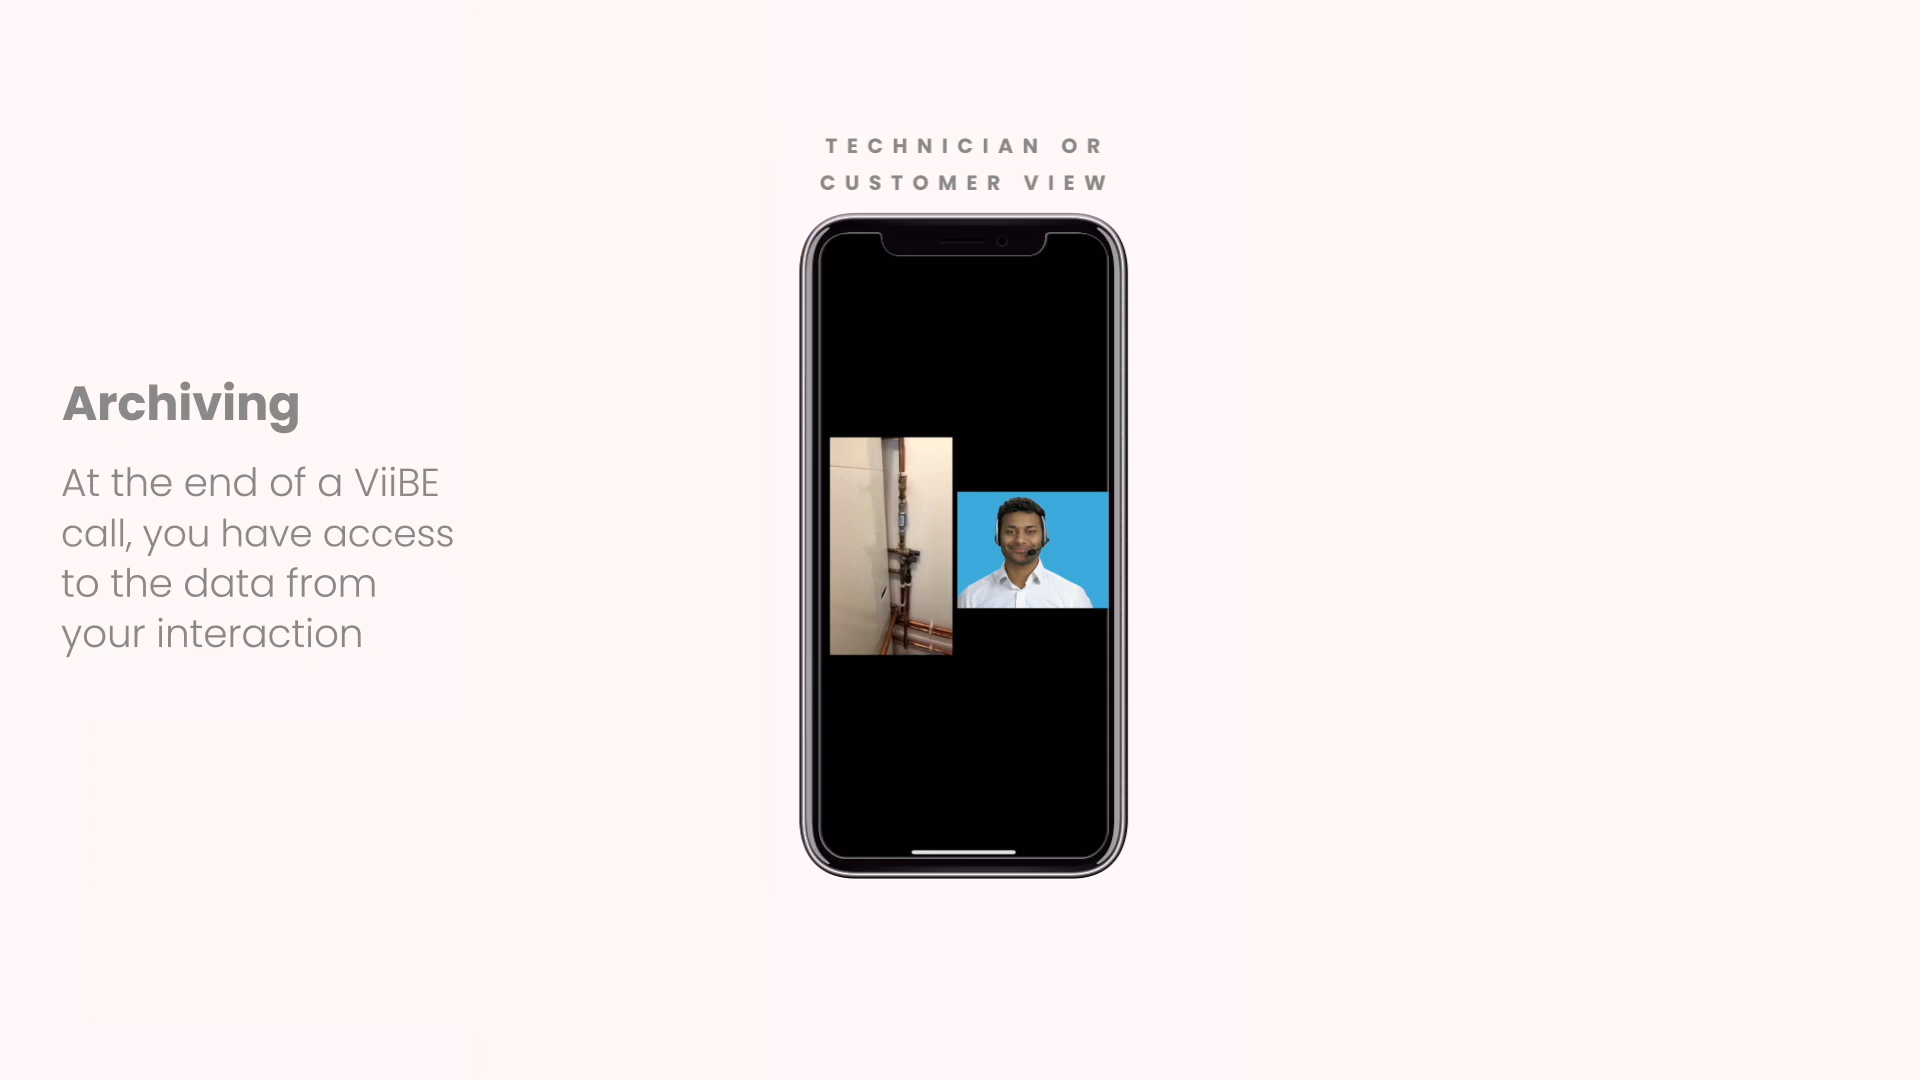 TECHNICIAN OR
CUSTOMER VIEW
Archiving
At the end of a ViiBE
call, you have access
to the data from
your interaction